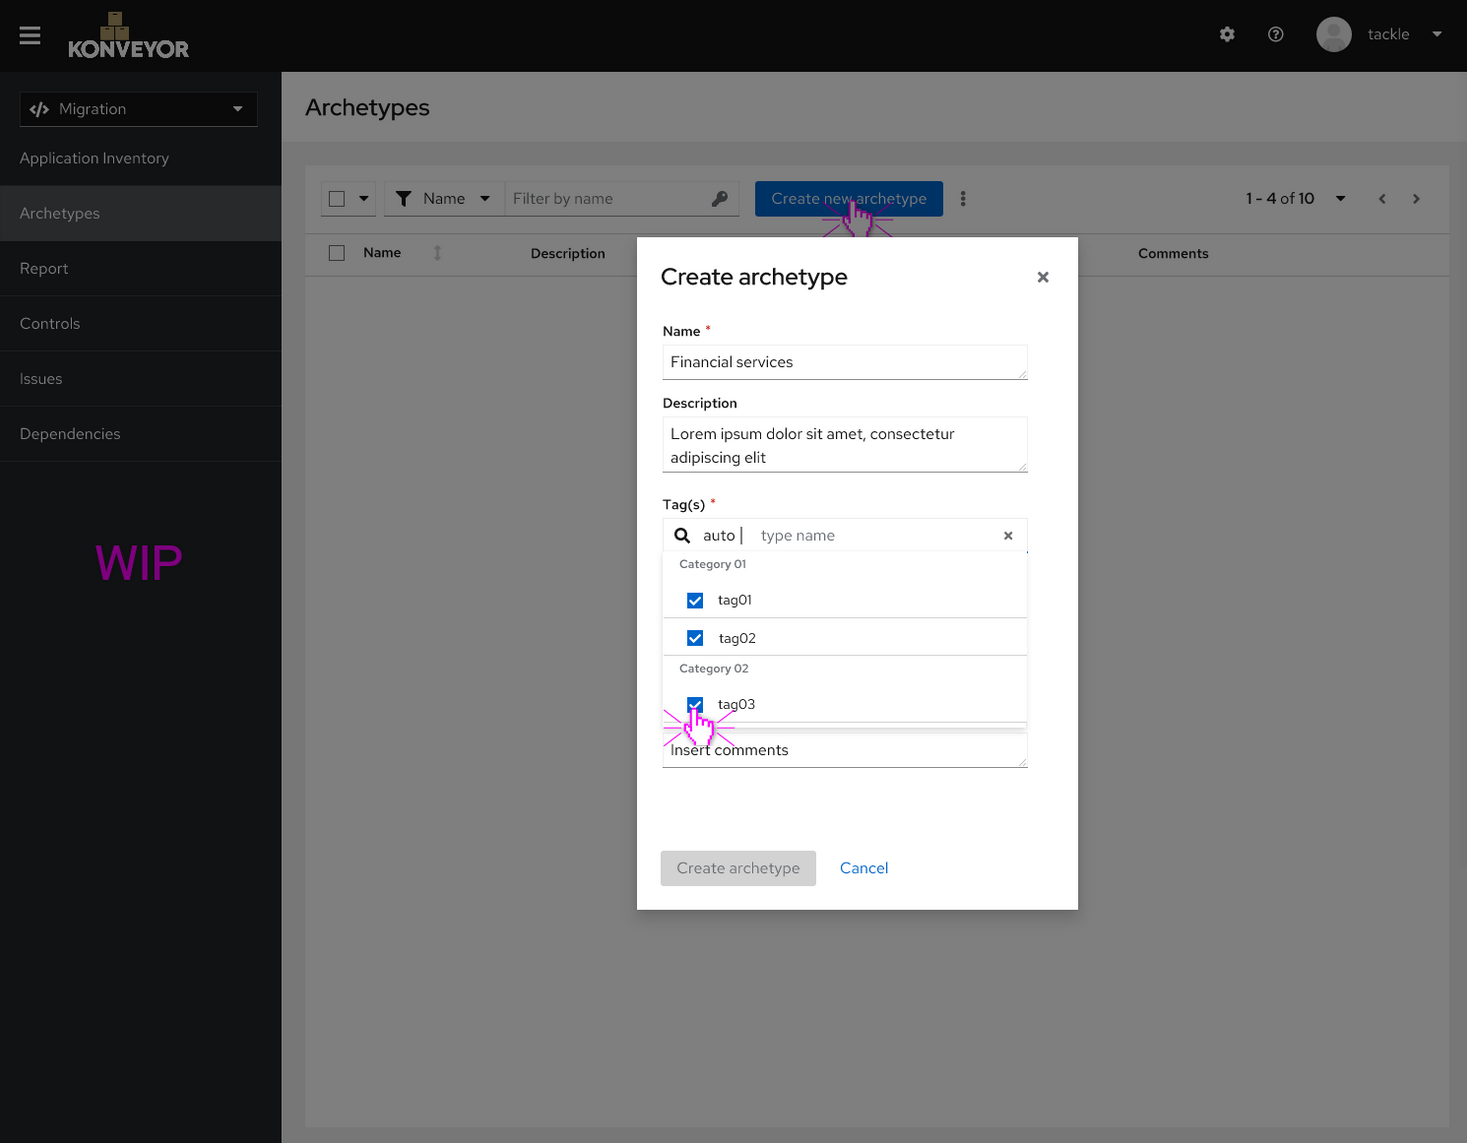 KONVEYOR
tackle
Migration
Application Inventory
Archetypes
Report
Controls
Issues
Dependencies
WIP
Archetypes
Name
Filter by name
Create new archetype
1 - 4 of 10
Name
Description
Comments
Create archetype
Name *
Financial services
Description
Lorem ipsum dolor sit amet, consectetur
adipiscing elit
Tag(s) *
auto | type name
Category 01
tag01
tag02
Category 02
tag03
Insert comments
Create archetype
Cancel